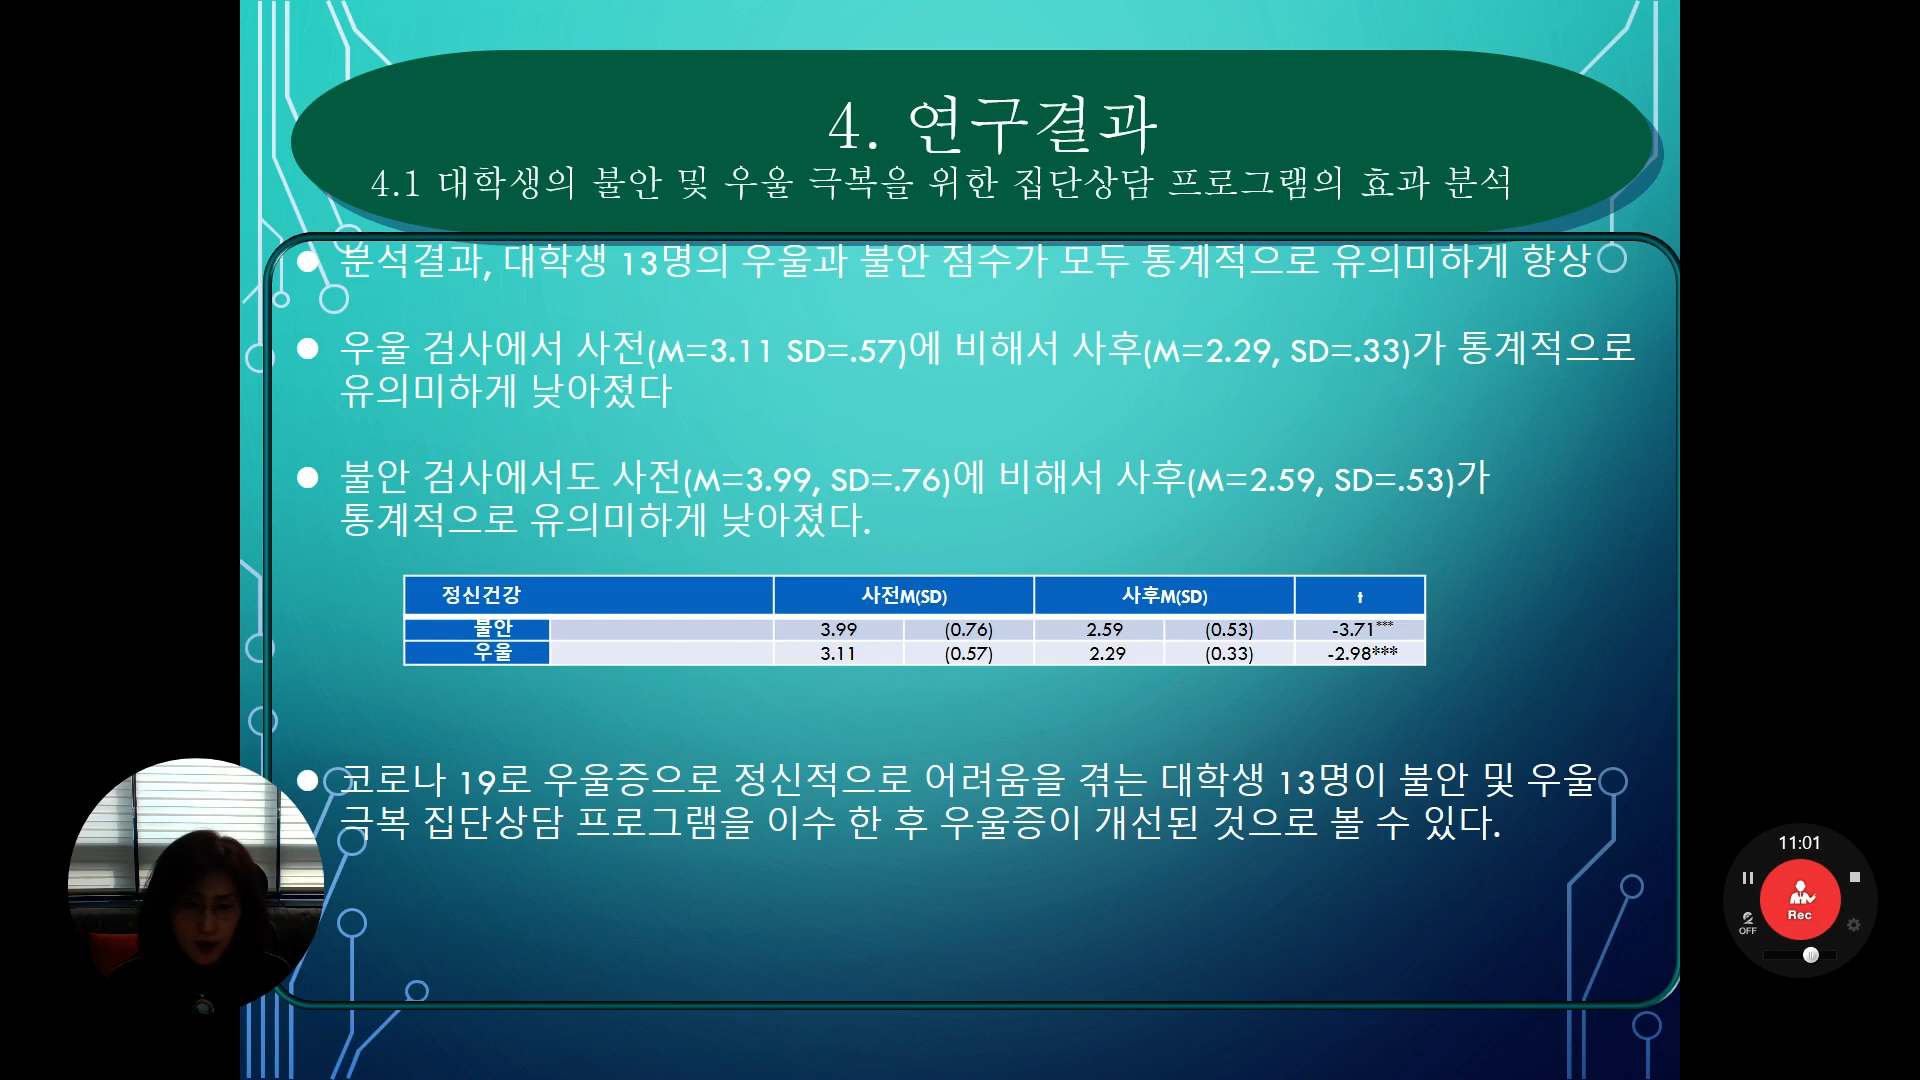 4. 연구결과
4.1 대학생의 불안 및 우울 극복을 위한 집단상담 프로그램의 효과 분석
분석결과, 대학생 13명의 우울과 불안 점수가 모두 통계적으로 유의미하게 향상
우울 검사에서 사전(M=3.11 SD=.57)에 비해서 사후(M=2.29, SD=.33)가 통계적으로
유의미하게 낮아졌다
불안 검사에서도 사전(M=3.99, SD=.76)에 비해서 사후(M=2.59, SD=.53)가
통계적으로 유의미하게 낮아졌다.
정신건강 사전M(SD) 사후M(SD) t
불안 3.99 (0.76) 2.59 (0.53) -3.71***
우울 3.11 (0.57) 2.29 (0.33) -2.98***
코로나 19로 우울증으로 정신적으로 어려움을 겪는 대학생 13명이 불안 및 우울
극복 집단상담 프로그램을 이수 한 후 우울증이 개선된 것으로 볼 수 있다.
11:01
Rec
OFF